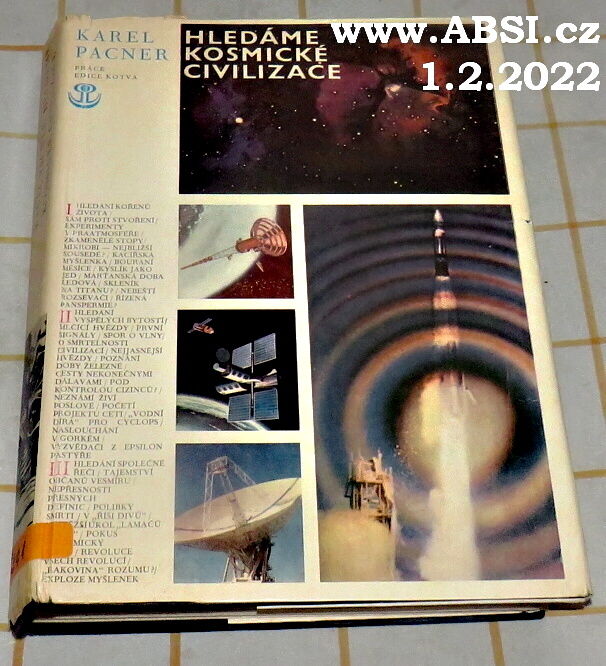 KAREL
PACNER
PRÁCE
EDICE KOTVA
HLEDÁME
KOSMICKÉ
CIVILIZACE
www.ABSI.cz
1.2.2022
I HLEDÁNÍ KOŘENŮ
ŽIVOTA /
SÁM PROTI STVOŘENÍ /
EXPERIMENTY
V PRAATMOSFÉŘE /
ZKAMENĚLÉ STOPY /
MIKROBI — NEJBLIŽŠÍ
SOUSEDÉ? / KACÍŘSKÁ
MYŠLENKA / BOURÁNÍ
MĚSÍCE / KYSLÍK JAKO
JED / MARŤANSKÁ DOBA
LEDOVÁ / SKLENÍK
NA TITANU? / NEBEŠTÍ
ROZSÉVAČI / ŘÍZENÁ
PANSPERMIE?
II HLEDÁNÍ
VYSPĚLÝCH BYTOSTÍ /
MLČÍCÍ HVĚZDY / PRVNÍ
SIGNÁLY / SPOR O VLNY /
O SMRTELNOSTI
CIVILIZACÍ / NEJJASNĚJŠÍ
HVĚZDY / POZNÁNÍ
DOBY ŽELEZNÉ /
CESTY NEKONEČNÝMI
DÁLAVAMI / POD
KONTROLOU CIZINCŮ? /
NEZNÁMÍ ŽIVÍ
POSLOVÉ / POČETÍ
PROJEKTU CETI / „VODNÍ
DÍRA“ PRO CYCLOPS /
NASLOUCHÁNÍ
V GORKÉM /
VYZVĚDAČI Z EPSILON
PASTÝŘE
III HLEDÁNÍ SPOLEČNÉ
ŘEČI / TAJEMSTVÍ
OBČANŮ VESMÍRU /
NEPŘESNOSTI
PŘESNÝCH
DEFINIC / POLIBKY
SMRTI / V „ŘÍŠI DIVŮ“ /
ÚKOL „LAMAČŮ
/ POKUS
REVOLUCE
VŠECH REVOLUCÍ /
„RAKOVINA“ ROZUMU? /
EXPLOZE MYŠLENEK